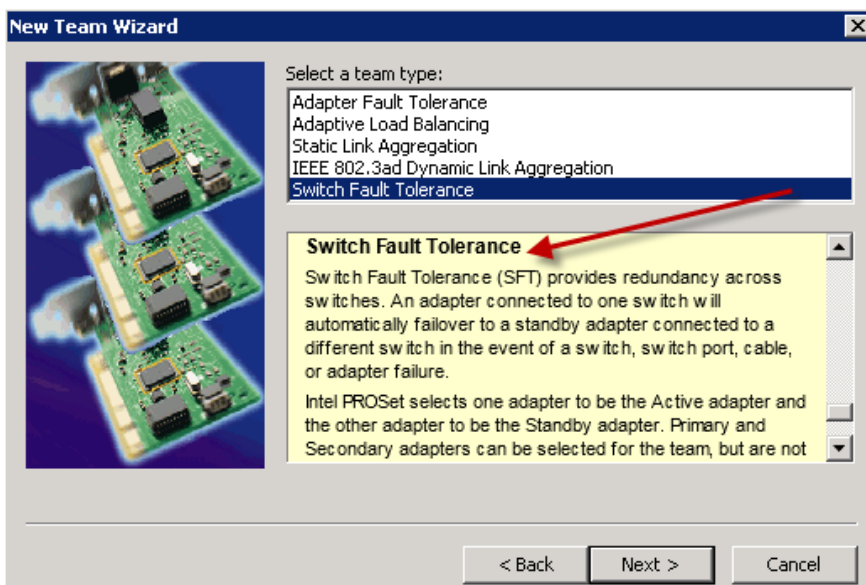 New Team Wizard
Select a team type:
Adapter Fault Tolerance
Adaptive Load Balancing
Static Link Aggregation
IEEE 802.3ad Dynamic Link Aggregation
Switch Fault Tolerance
Switch Fault Tolerance
Switch Fault Tolerance (SFT) provides redundancy across
switches. An adapter connected to one switch will
automatically failover to a standby adapter connected to a
different switch in the event of a switch, switch port, cable,
or adapter failure.
Intel PROSet selects one adapter to be the Active adapter and
the other adapter to be the Standby adapter. Primary and
Secondary adapters can be selected for the team, but are not
< Back
Next >
Cancel